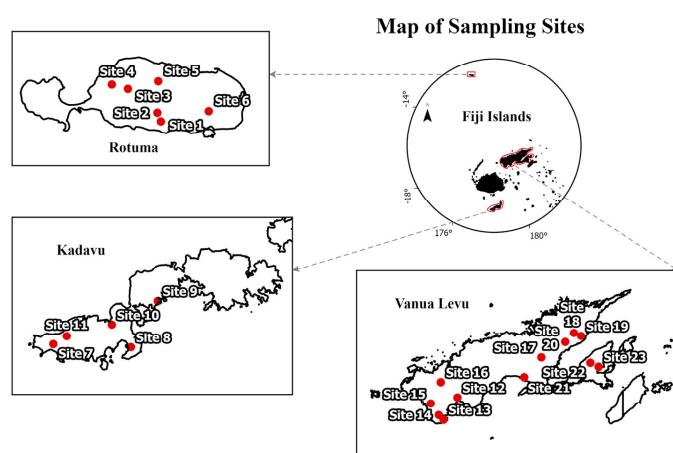 Map of Sampling Sites
Site 4
Site 5
Site 3
Site 2
Site 6
Site 1
Rotuma
-14°
Fiji Islands
-18°
176°
180°
Kadavu
Site 9
Site 10
Site 11
Site 7
Site 8
Vanua Levu
Site 18
Site 19
Site 20
Site 17
Site 16
Site 22
Site 23
Site 21
Site 15
Site 12
Site 14
Site 13